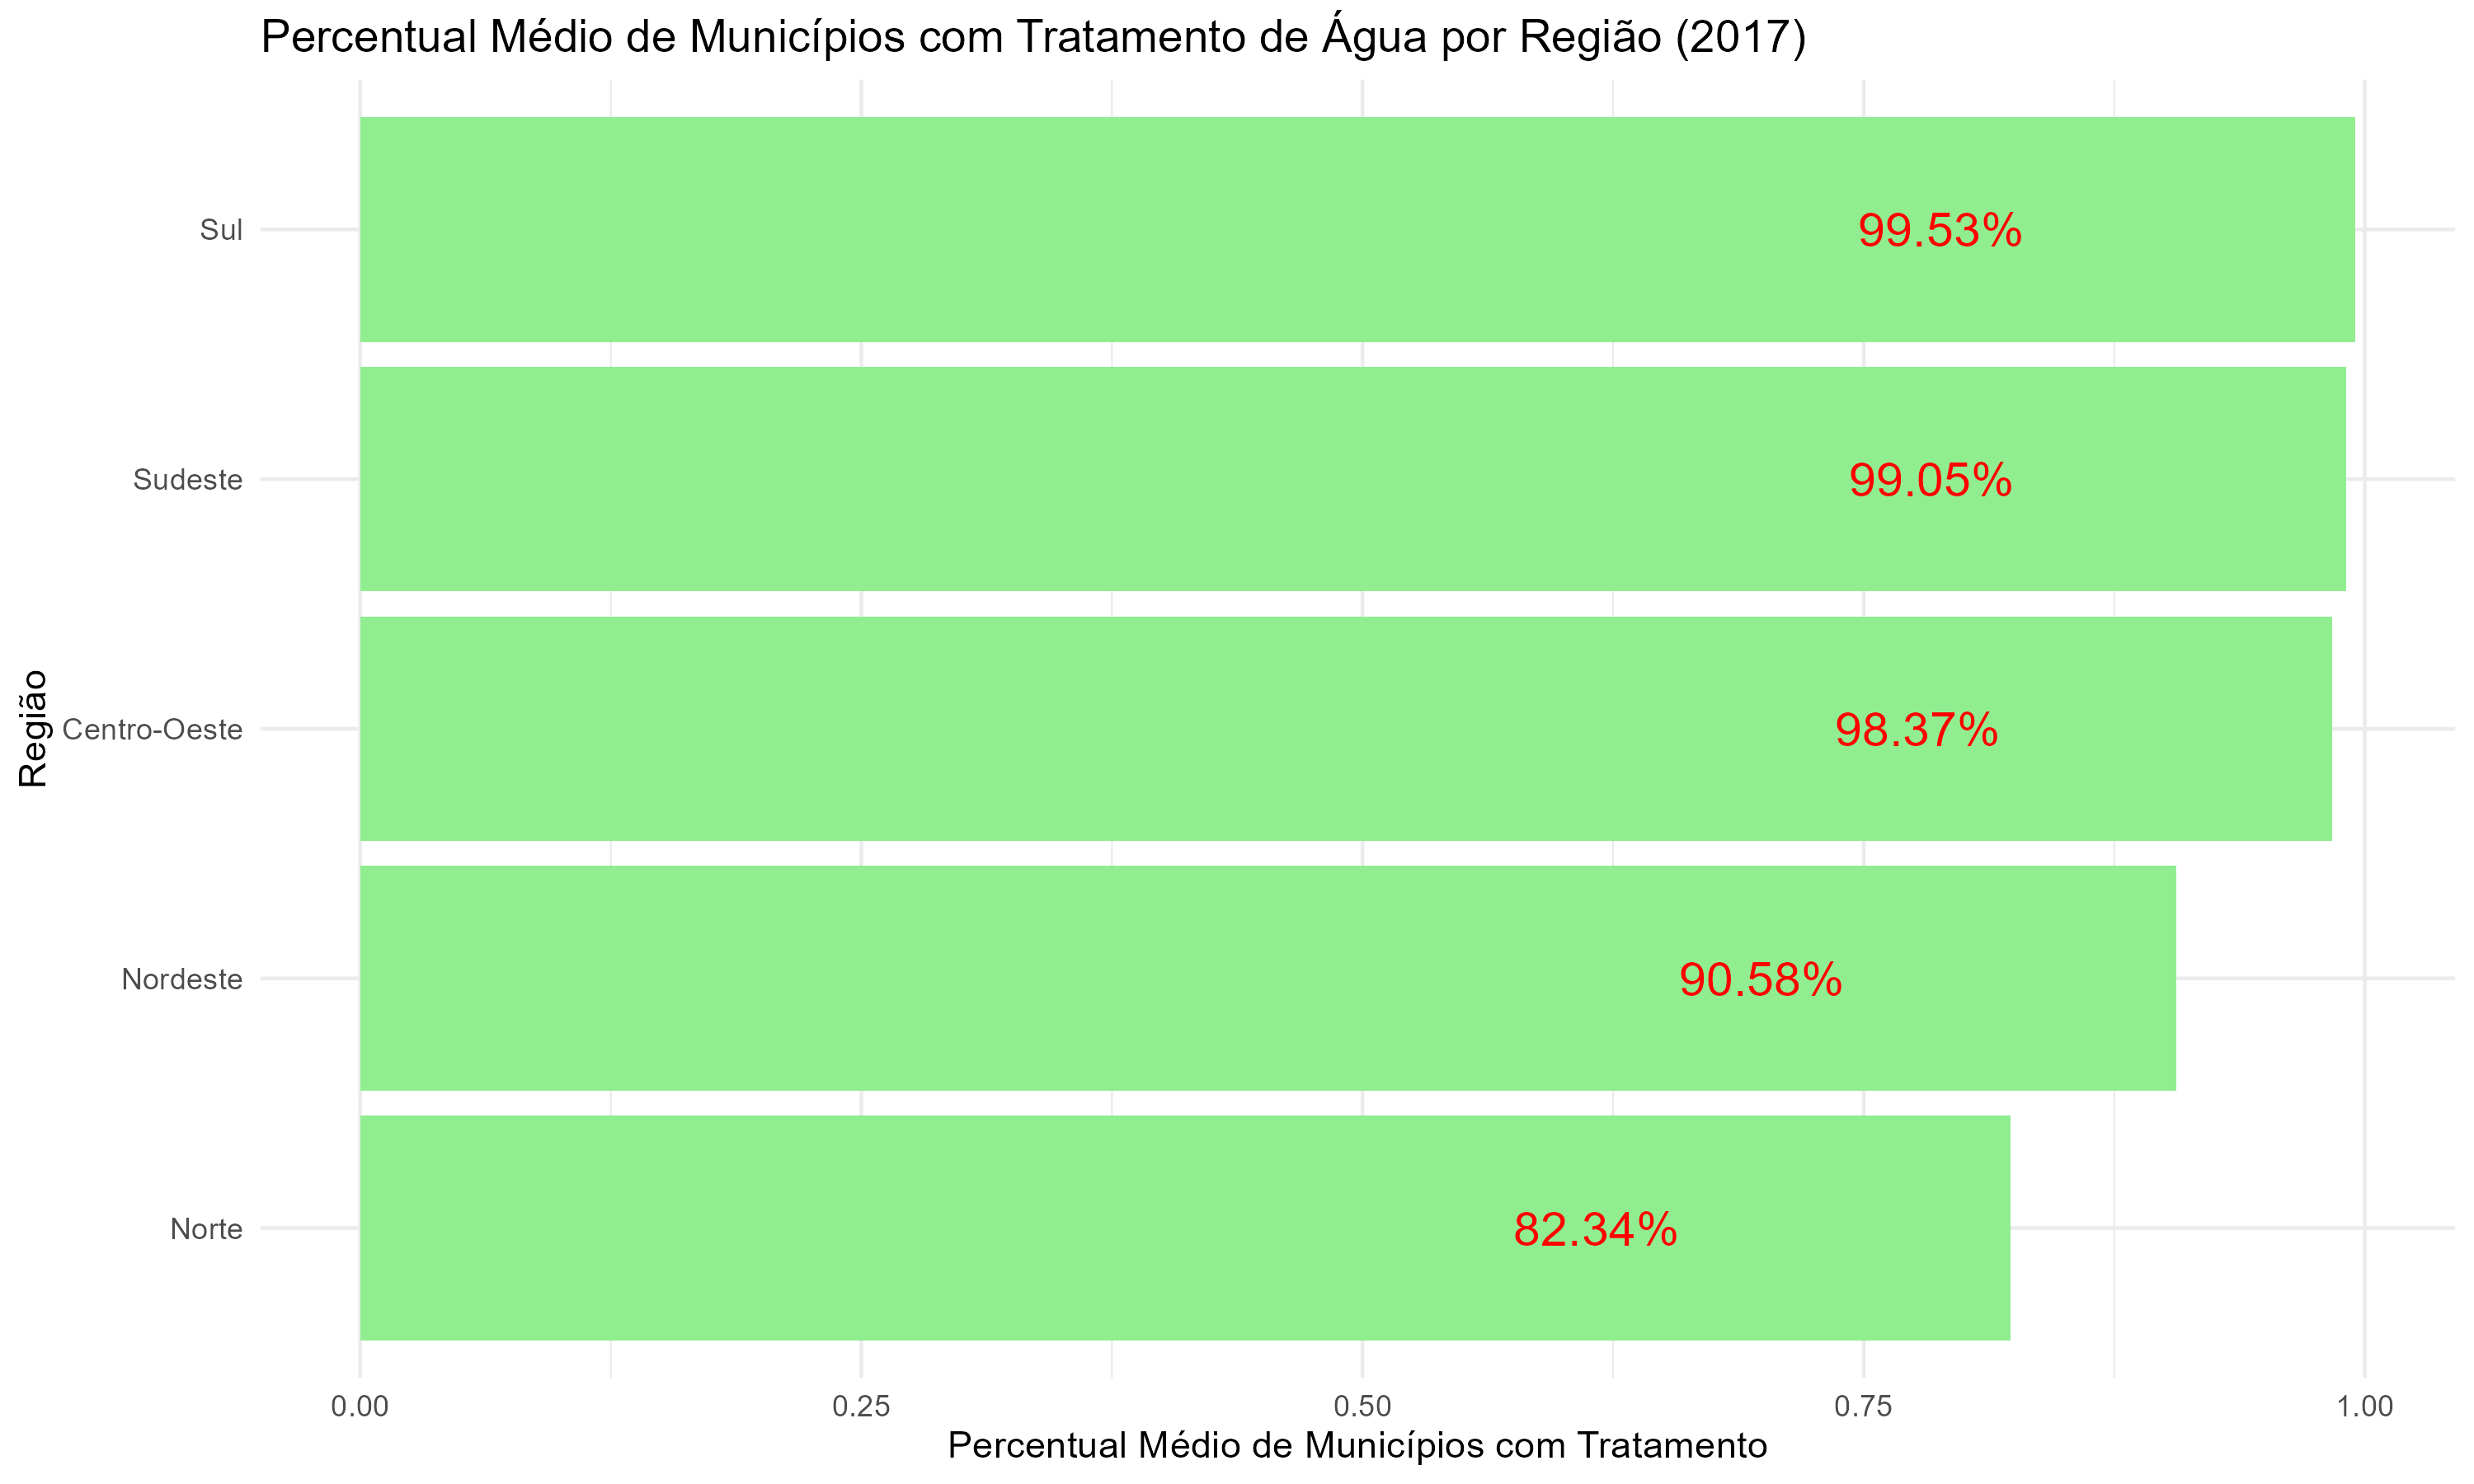 Percentual Médio de Municípios com Tratamento de Água por Região (2017)
Região
Sul
99.53%
Sudeste
99.05%
Centro-Oeste
98.37%
Nordeste
90.58%
Norte
82.34%
0.00 0.25 0.50 0.75 1.00
Percentual Médio de Municípios com Tratamento